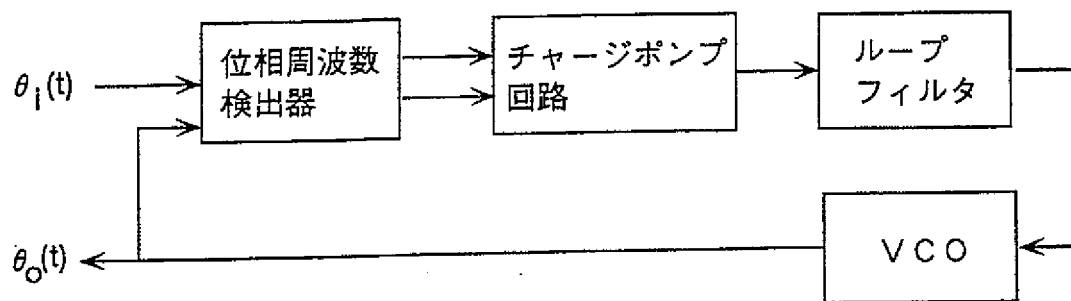 θi(t)
位相周波数
検出器
チャージポンプ
回路
ループ
フィルタ
θo(t)
VCO